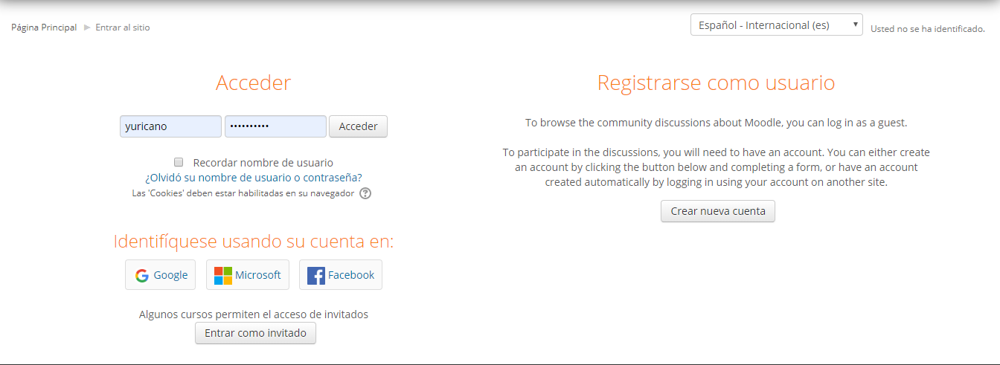 Página Principal ▶ Entrar al sitio
Español - Internacional (es)
Usted no se ha identificado.
Acceder
yuricano •••••••••• Acceder
Recordar nombre de usuario
¿Olvidó su nombre de usuario o contraseña?
Las 'Cookies' deben estar habilitadas en su navegador ?
Identifíquese usando su cuenta en:
Google Microsoft Facebook
Algunos cursos permiten el acceso de invitados
Entrar como invitado
Registrarse como usuario
To browse the community discussions about Moodle, you can log in as a guest.
To participate in the discussions, you will need to have an account. You can either create
an account by clicking the button below and completing a form, or have an account
created automatically by logging in using your account on another site.
Crear nueva cuenta